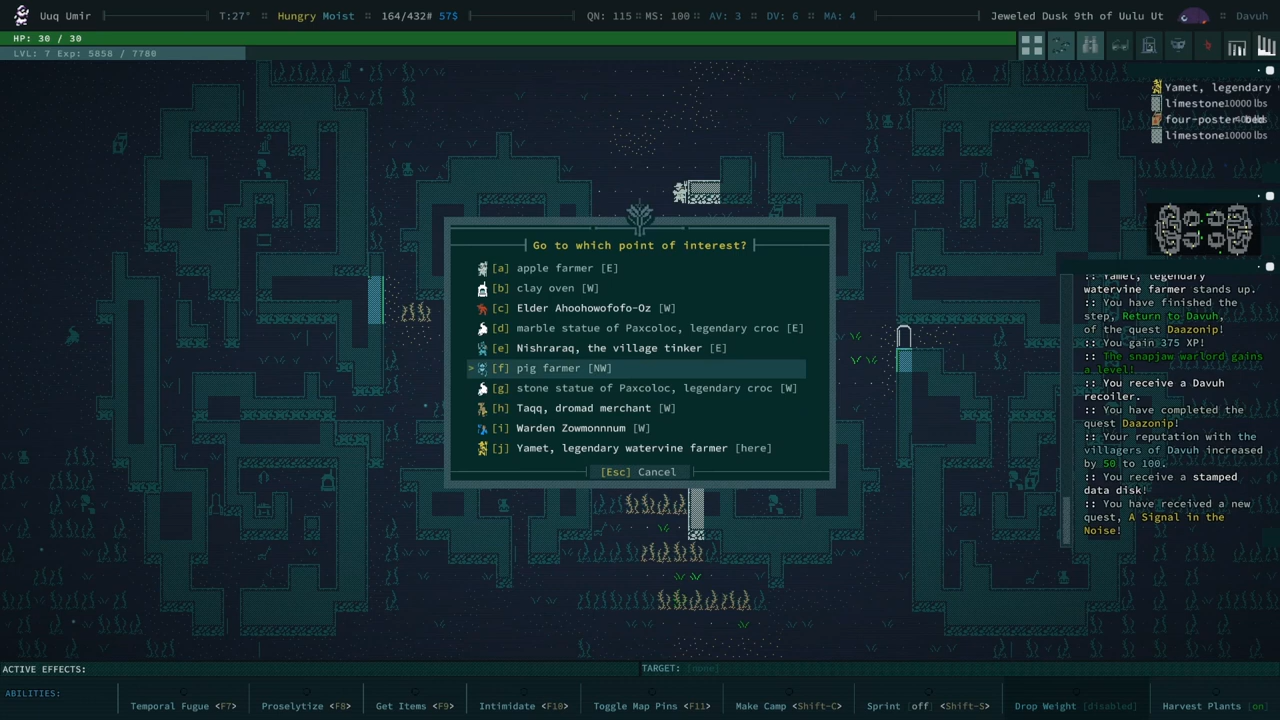 Uuq Umir T:27° :: Hungry Moist :: 164/432# 57$ QN: 115 :: MS: 100 :: AV: 3 :: DV: 6 :: MA: 4 Jeweled Dusk 9th of Uulu Ut Davuh
HP: 30 / 30
LVL: 7 Exp: 5858 / 7780
Yamet, legendary
limestone 10000 lbs
four-poster bed
limestone 10000 lbs
Go to which point of interest?
[a] apple farmer [E]
[b] clay oven [W]
[c] Elder Ahoohowofofo-Oz [W]
[d] marble statue of Paxcoloc, legendary croc [E]
[e] Nishraraq, the village tinker [E]
> [f] pig farmer [NW]
[g] stone statue of Paxcoloc, legendary croc [W]
[h] Taqq, dromad merchant [W]
[i] Warden Zowmonnnum [W]
[j] Yamet, legendary watervine farmer [here]
[Esc] Cancel
:: Yamet, legendary
watervine farmer stands up.
:: You have finished the
step, Return to Davuh,
of the quest Daazonip!
:: You gain 375 XP!
:: The snapjaw warlord gains
a level!
:: You receive a Davuh
recoiler.
:: You have completed the
quest Daazonip!
:: Your reputation with the
villagers of Davuh increased
by 50 to 100.
:: You receive a stamped
data disk!
:: You have received a new
quest, A Signal in the
Noise!
ACTIVE EFFECTS: TARGET: [none]
ABILITIES: Temporal Fugue <F7> Proselytize <F8> Get Items <F9> Intimidate <F10> Toggle Map Pins <F11> Make Camp <Shift-C> Sprint [off] <Shift-S> Drop Weight [disabled] Harvest Plants [on]